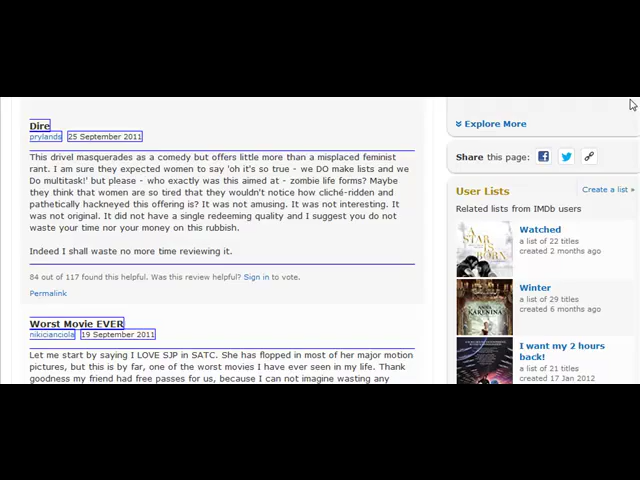 Dire
prylands 25 September 2011
This drivel masquerades as a comedy but offers little more than a misplaced feminist
rant. I am sure they expected women to say 'oh it's so true - we DO make lists and we
Do multitask!' but please - who exactly was this aimed at - zombie life forms? Maybe
they think that women are so tired that they wouldn't notice how cliché-ridden and
pathetically hackneyed this offering is? It was not amusing. It was not interesting. It
was not original. It did not have a single redeeming quality and I suggest you do not
waste your time nor your money on this rubbish.
Indeed I shall waste no more time reviewing it.
84 out of 117 found this helpful. Was this review helpful? Sign in to vote.
Permalink
Worst Movie EVER
nikicianciola 19 September 2011
Let me start by saying I LOVE SJP in SATC. She has flopped in most of her major motion
pictures, but this is by far, one of the worst movies I have ever seen in my life. Thank
goodness my friend had free passes for us, because I can not imagine wasting any
Explore More
Share this page:
User Lists
Create a list »
Related lists from IMDb users
A STAR IS BORN
Watched
a list of 22 titles
created 2 months ago
ANNA KARENINA
Winter
a list of 29 titles
created 6 months ago
I want my 2 hours
back!
a list of 21 titles
created 17 Jan 2012